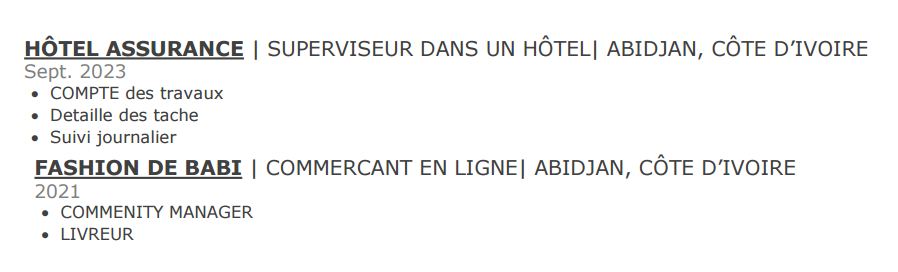 HÔTEL ASSURANCE | SUPERVISEUR DANS UN HÔTEL| ABIDJAN, CÔTE D’IVOIRE
Sept. 2023
• COMPTE des travaux
• Detaille des tache
• Suivi journalier
FASHION DE BABI | COMMERCANT EN LIGNE| ABIDJAN, CÔTE D’IVOIRE
2021
• COMMENITY MANAGER
• LIVREUR